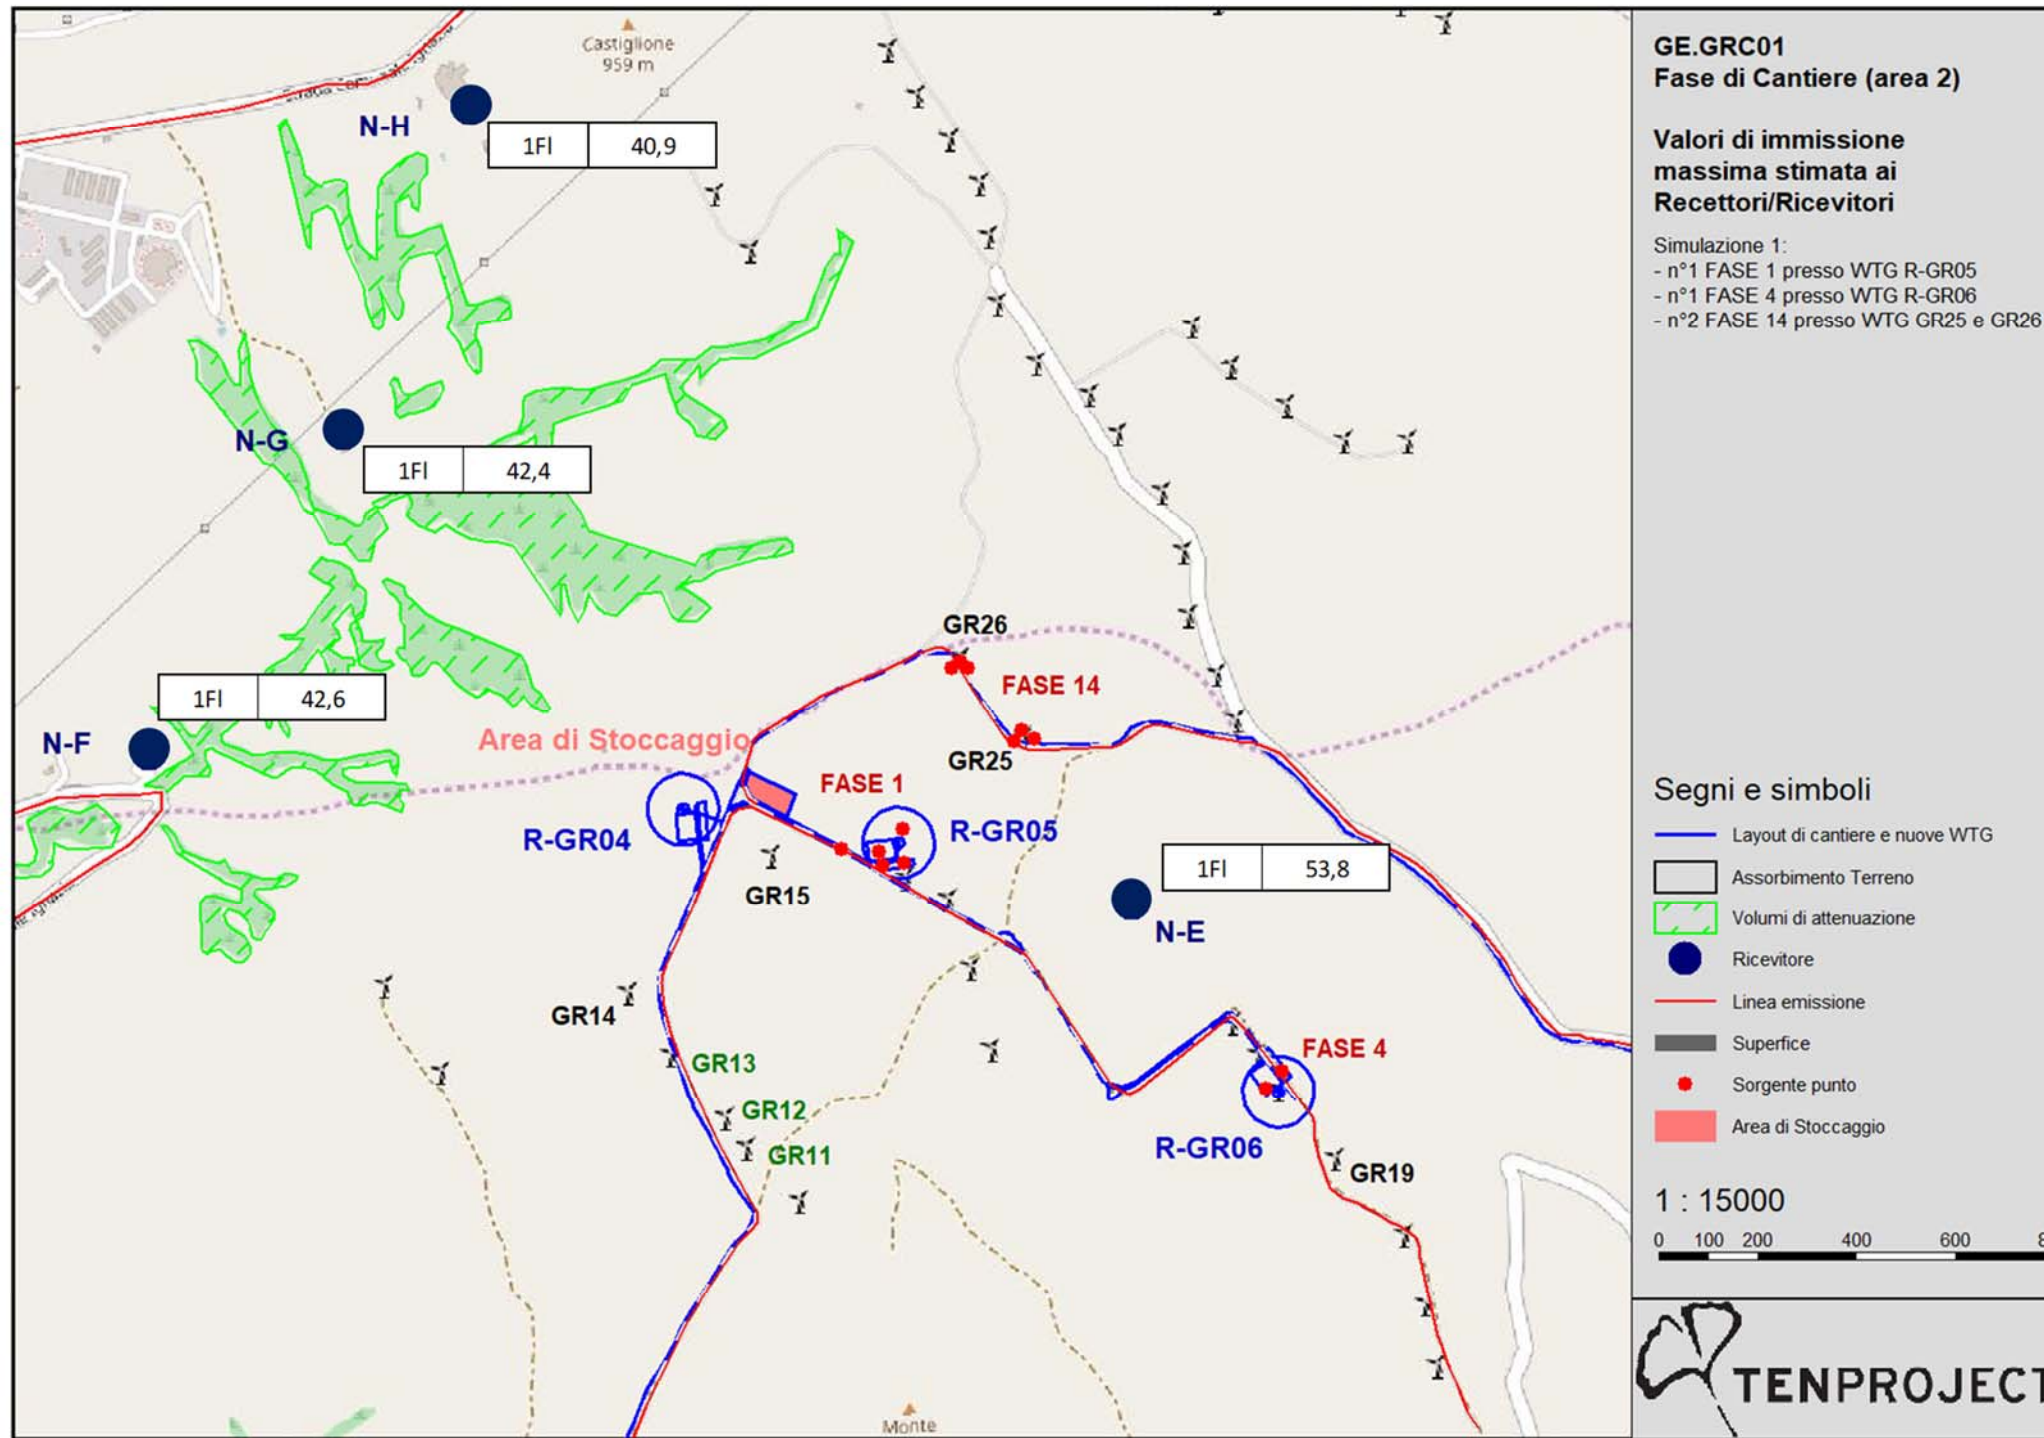 Castiglione
959 m
N-H
1Fl 40,9
N-G
1Fl 42,4
1Fl 42,6
N-F
GR26
FASE 14
Area di Stoccaggio
GR25
FASE 1
R-GR04
R-GR05
1Fl 53,8
GR15
N-E
GR14
FASE 4
GR13
GR12
R-GR06
GR11
GR19
Monte
GE.GRC01
Fase di Cantiere (area 2)
Valori di immissione
massima stimata ai
Recettori/Ricevitori
Simulazione 1:
- n°1 FASE 1 presso WTG R-GR05
- n°1 FASE 4 presso WTG R-GR06
- n°2 FASE 14 presso WTG GR25 e GR26
Segni e simboli
Layout di cantiere e nuove WTG
Assorbimento Terreno
Volumi di attenuazione
Ricevitore
Linea emissione
Superfice
Sorgente punto
Area di Stoccaggio
1 : 15000
0 100 200 400 600 8
TENPROJECT